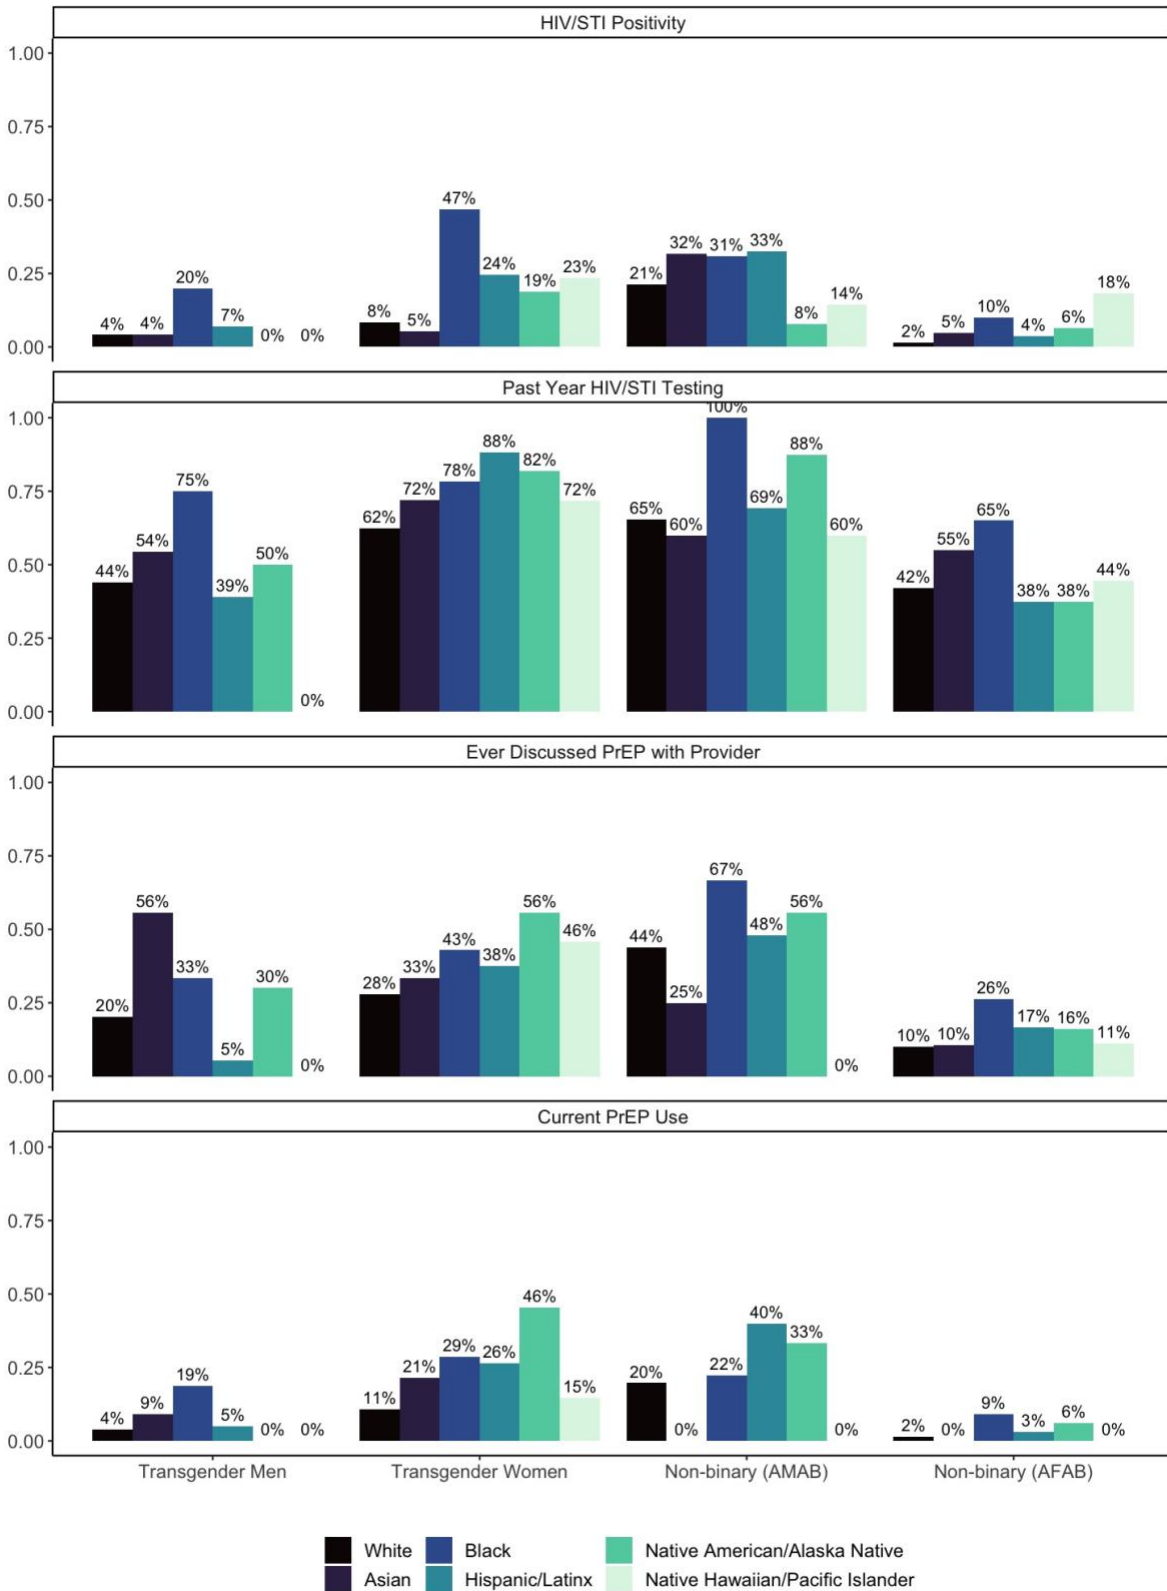 HIV/STI Positivity
1.00
0.75
0.50
0.25
0.00
4% 4% 20% 7% 0% 0% 8% 5% 47% 24% 19% 23% 21% 32% 31% 33% 8% 14% 2% 5% 10% 4% 6% 18%
Past Year HIV/STI Testing
1.00
0.75
0.50
0.25
0.00
44% 54% 75% 39% 50% 0% 62% 72% 78% 88% 82% 72% 65% 60% 100% 69% 88% 60% 42% 55% 65% 38% 38% 44%
Ever Discussed PrEP with Provider
1.00
0.75
0.50
0.25
0.00
20% 56% 33% 5% 30% 0% 28% 33% 43% 38% 56% 46% 44% 25% 67% 48% 56% 0% 10% 10% 26% 17% 16% 11%
Current PrEP Use
1.00
0.75
0.50
0.25
0.00
4% 9% 19% 5% 0% 0% 11% 21% 29% 26% 46% 15% 20% 0% 22% 40% 33% 0% 2% 0% 9% 3% 6% 0%
Transgender Men Transgender Women Non-binary (AMAB) Non-binary (AFAB)
White Black Native American/Alaska Native
Asian Hispanic/Latinx Native Hawaiian/Pacific Islander